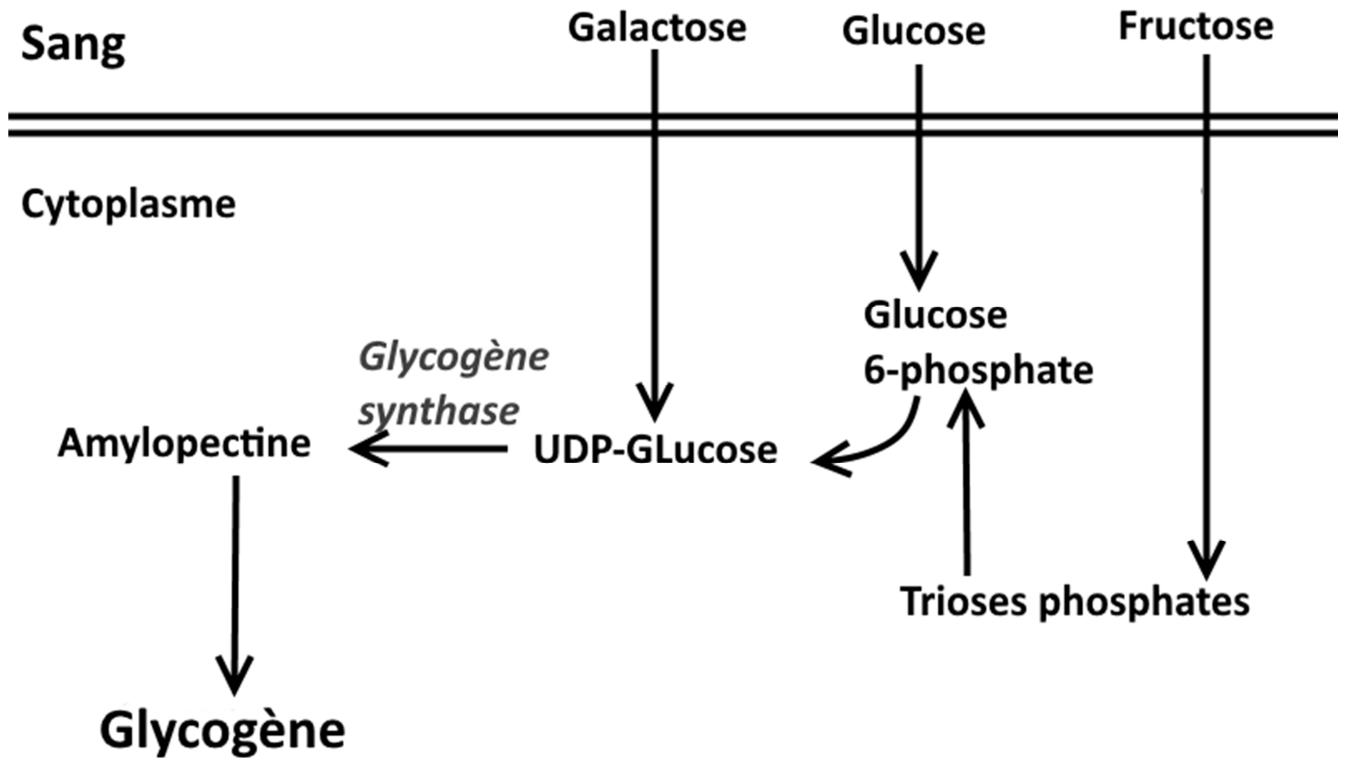 Sang
Galactose
Glucose
Fructose
Cytoplasme
Glucose
6-phosphate
Glycogène
synthase
Amylopectine
UDP-GLucose
Trioses phosphates
Glycogène